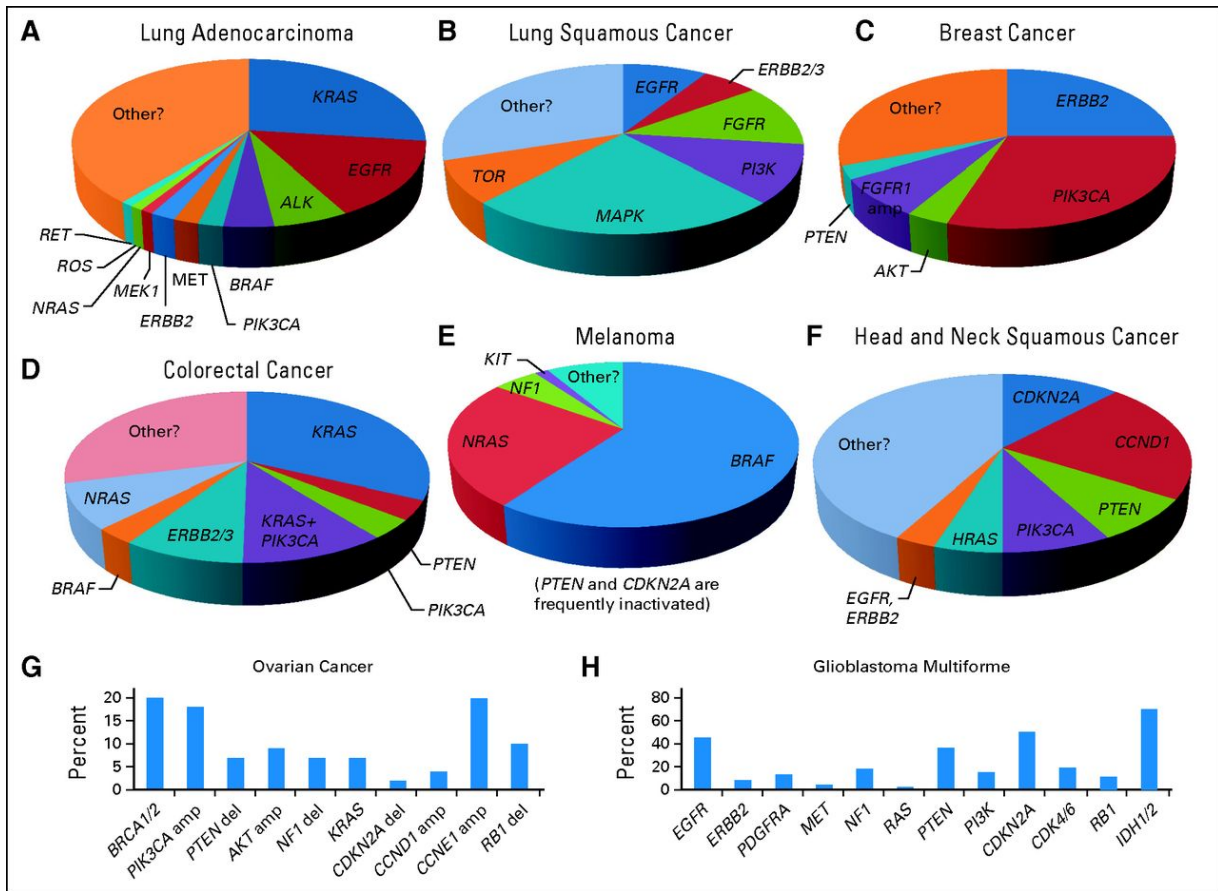 A
Lung Adenocarcinoma
Other?
KRAS
EGFR
ALK
BRAF
PIK3CA
MET
ERBB2
MEK1
NRAS
ROS
RET
B
Lung Squamous Cancer
Other?
EGFR
ERBB2/3
FGFR
PI3K
MAPK
TOR
C
Breast Cancer
Other?
ERBB2
PIK3CA
AKT
FGFR1
amp
PTEN
D
Colorectal Cancer
Other?
KRAS
PIK3CA
PTEN
KRAS+
PIK3CA
ERBB2/3
BRAF
NRAS
E
Melanoma
KIT
Other?
NF1
NRAS
BRAF
(PTEN and CDKN2A are
frequently inactivated)
F
Head and Neck Squamous Cancer
Other?
CDKN2A
CCND1
PTEN
PIK3CA
HRAS
EGFR,
ERBB2
G
Ovarian Cancer
Percent
20
15
10
5
0
BRCA1/2
PIK3CA amp
PTEN del
AKT amp
NF1 del
KRAS
CDKN2A del
CCND1 amp
CCNE1 amp
RB1 del
H
Glioblastoma Multiforme
Percent
80
60
40
20
0
EGFR
ERBB2
PDGFRA
MET
NF1
RAS
PTEN
PI3K
CDKN2A
CDK4/6
RB1
IDH1/2